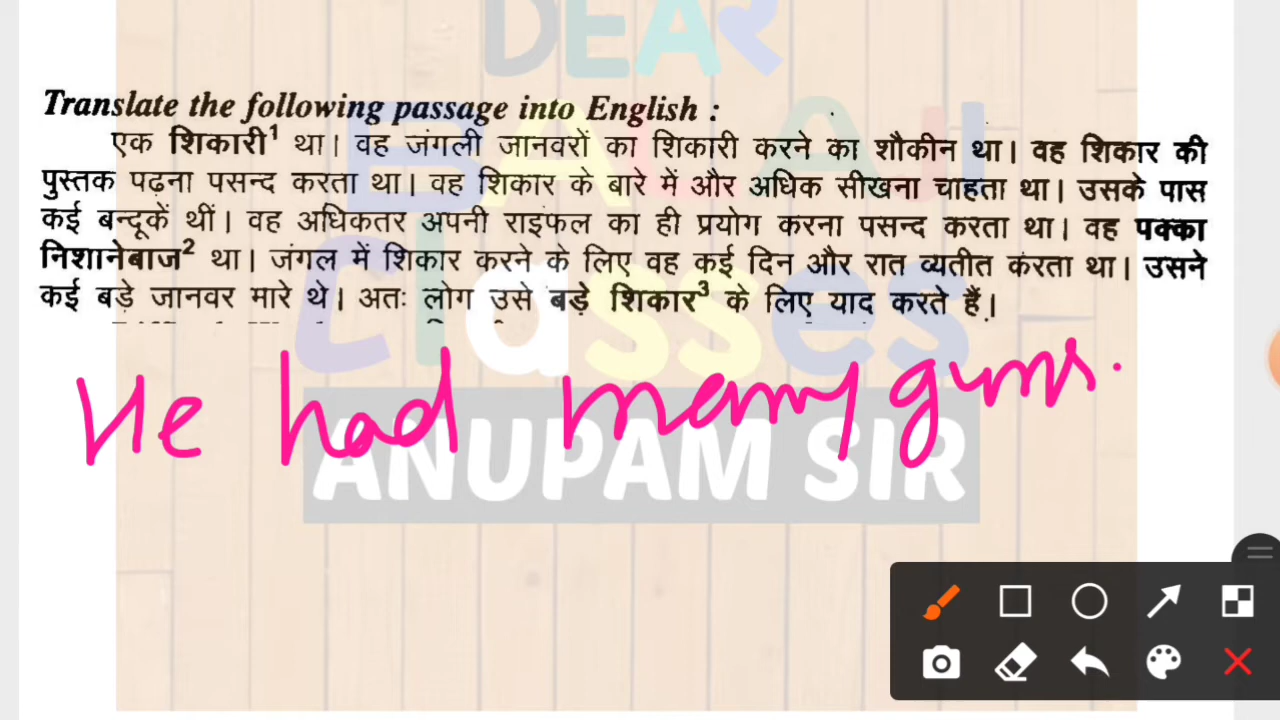 DEAR
Translate the following passage into English :
एक शिकारी¹ था। वह जंगली जानवरों का शिकारी करने का शौकीन था। वह शिकार की
पुस्तक पढ़ना पसन्द करता था। वह शिकार के बारे में और अधिक सीखना चाहता था। उसके पास
कई बन्दूकें थीं। वह अधिकतर अपनी राइफल का ही प्रयोग करना पसन्द करता था। वह पक्का
निशानेबाज² था। जंगल में शिकार करने के लिए वह कई दिन और रात व्यतीत करता था। उसने
कई बड़े जानवर मारे थे। अतः लोग उसे बड़े शिकार³ के लिए याद करते हैं।
BALAJI
Classes
He had many guns.
ANUPAM SIR